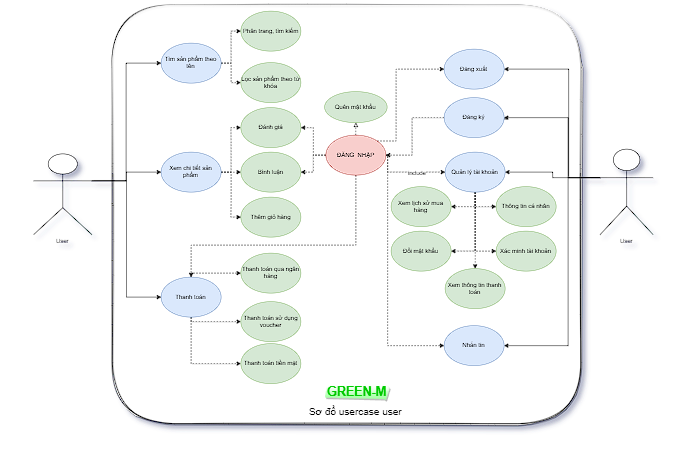 Phân trang, tìm kiếm
Tìm sản phẩm theo
tên
Lọc sản phẩm theo từ
khóa
Đăng xuất
Quên mật khẩu
Đăng ký
Đánh giá
ĐĂNG NHẬP
Xem chi tiết sản
phẩm
Bình luận
include
Quản lý tài khoản
Xem lịch sử mua
hàng
Thông tin cá nhân
Thêm giỏ hàng
User
User
Đổi mật khẩu
Xác minh tài khoản
Thanh toán qua ngân
hàng
Xem thông tin thanh
toán
Thanh toán
Thanh toán sử dụng
voucher
Nhắn tin
Thanh toán tiền mặt
GREEN-M
Sơ đồ usercase user